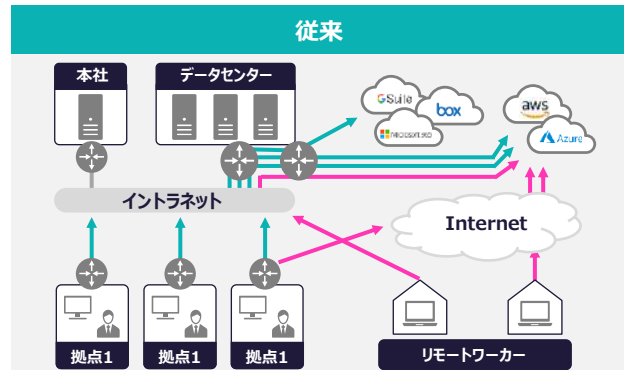 従来
本社
データセンター
GSuite
box
Microsoft 365
aws
Azure
イントラネット
Internet
拠点1
拠点1
拠点1
リモートワーカー